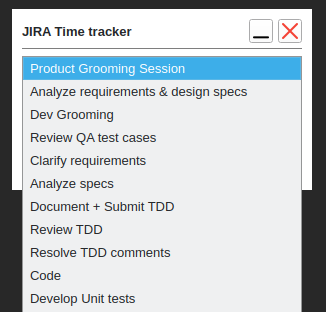 JIRA Time tracker
Product Grooming Session
Analyze requirements & design specs
Dev Grooming
Review QA test cases
Clarify requirements
Analyze specs
Document + Submit TDD
Review TDD
Resolve TDD comments
Code
Develop Unit tests